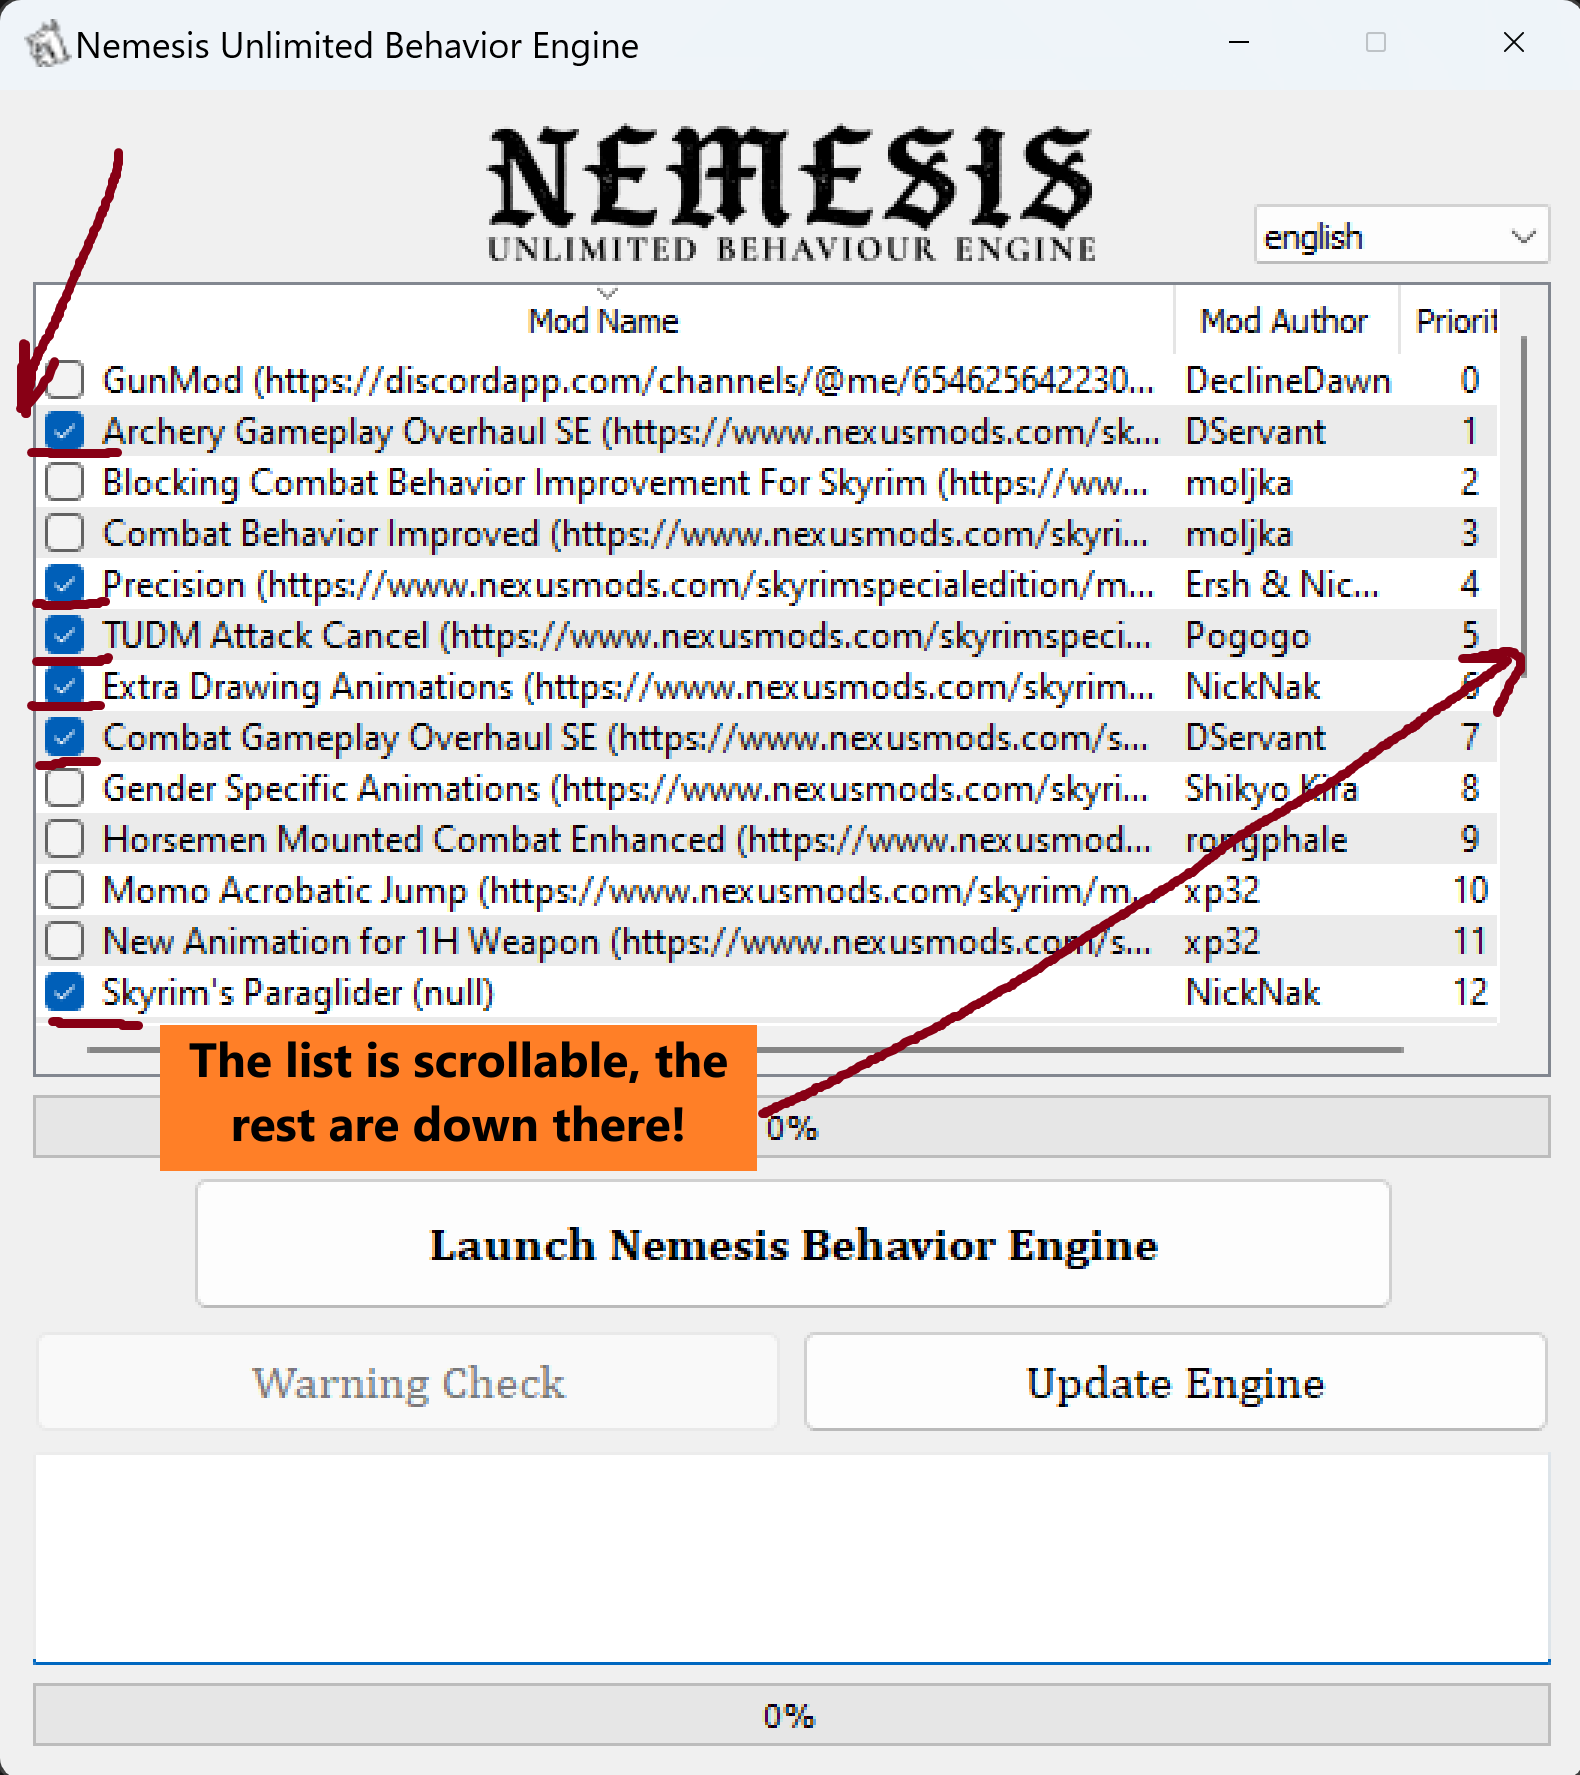 Nemesis Unlimited Behavior Engine
NEMESIS
UNLIMITED BEHAVIOUR ENGINE
english
Mod Name Mod Author Priorit
GunMod (https://discordapp.com/channels/@me/654625642230... DeclineDawn 0
Archery Gameplay Overhaul SE (https://www.nexusmods.com/sk... DServant 1
Blocking Combat Behavior Improvement For Skyrim (https://ww... moljka 2
Combat Behavior Improved (https://www.nexusmods.com/skyri... moljka 3
Precision (https://www.nexusmods.com/skyrimspecialedition/m... Ersh & Nic... 4
TUDM Attack Cancel (https://www.nexusmods.com/skyrimspeci... Pogogo 5
Extra Drawing Animations (https://www.nexusmods.com/skyrim... NickNak 6
Combat Gameplay Overhaul SE (https://www.nexusmods.com/s... DServant 7
Gender Specific Animations (https://www.nexusmods.com/skyri... Shikyo Kira 8
Horsemen Mounted Combat Enhanced (https://www.nexusmod... rongphale 9
Momo Acrobatic Jump (https://www.nexusmods.com/skyrim/m... xp32 10
New Animation for 1H Weapon (https://www.nexusmods.com/s... xp32 11
Skyrim's Paraglider (null) NickNak 12
The list is scrollable, the
rest are down there!
0%
Launch Nemesis Behavior Engine
Warning Check
Update Engine
0%